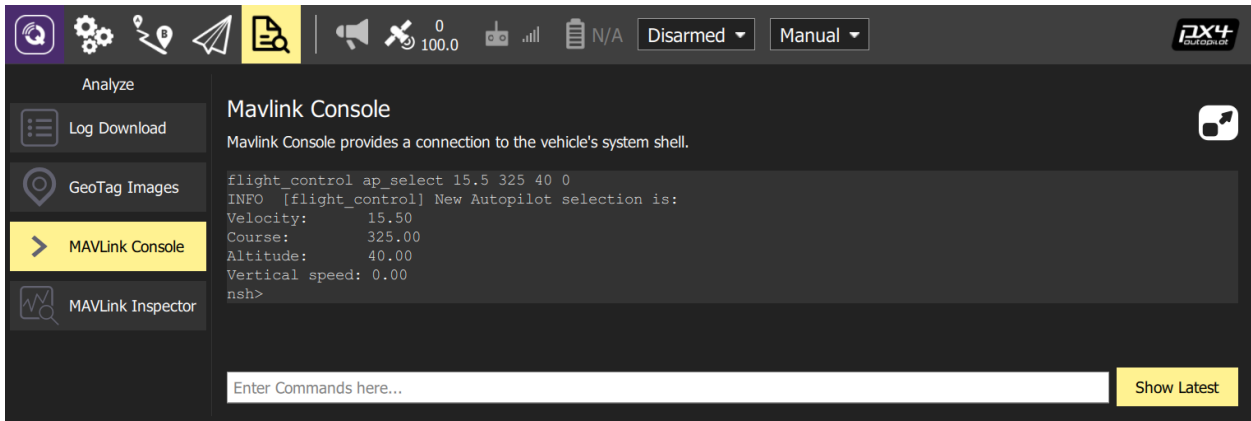 0
100.0
N/A
Disarmed
Manual
px4
autopilot
Analyze
Log Download
GeoTag Images
MAVLink Console
MAVLink Inspector
Mavlink Console
Mavlink Console provides a connection to the vehicle's system shell.
flight_control ap_select 15.5 325 40 0
INFO  [flight_control] New Autopilot selection is:
Velocity:       15.50
Course:         325.00
Altitude:       40.00
Vertical speed: 0.00
nsh>
Enter Commands here...
Show Latest